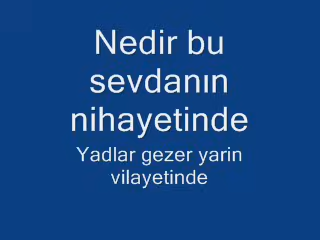 Nedir bu
sevdanın
nihayetinde
Yadlar gezer yarin
vilayetinde